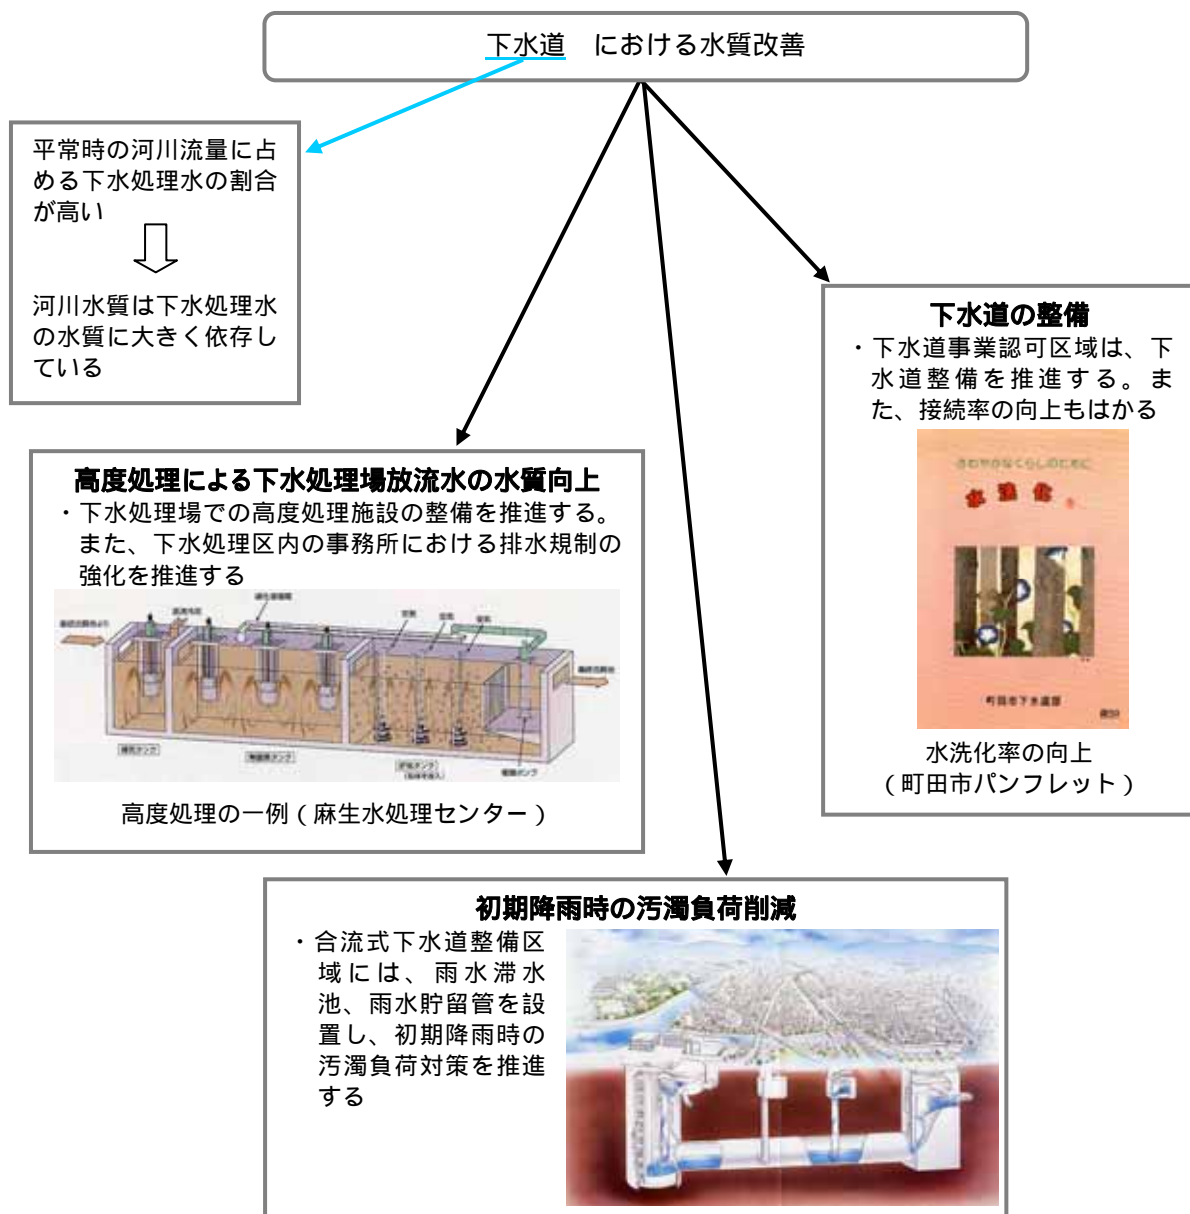 下水道　における水質改善
平常時の河川流量に占
める下水処理水の割合
が高い
河川水質は下水処理水
の水質に大きく依存し
ている
下水道の整備
・下水道事業認可区域は、下
水道整備を推進する。ま
た、接続率の向上もはかる
さわやかなくらしのために
水洗化
町田市下水道部
水洗化率の向上
（町田市パンフレット）
高度処理による下水処理場放流水の水質向上
・下水処理場での高度処理施設の整備を推進する。
また、下水処理区内の事務所における排水規制の
強化を推進する
高度処理の一例（麻生水処理センター）
初期降雨時の汚濁負荷削減
・合流式下水道整備区
域には、雨水滞水
池、雨水貯留管を設
置し、初期降雨時の
汚濁負荷対策を推進
する